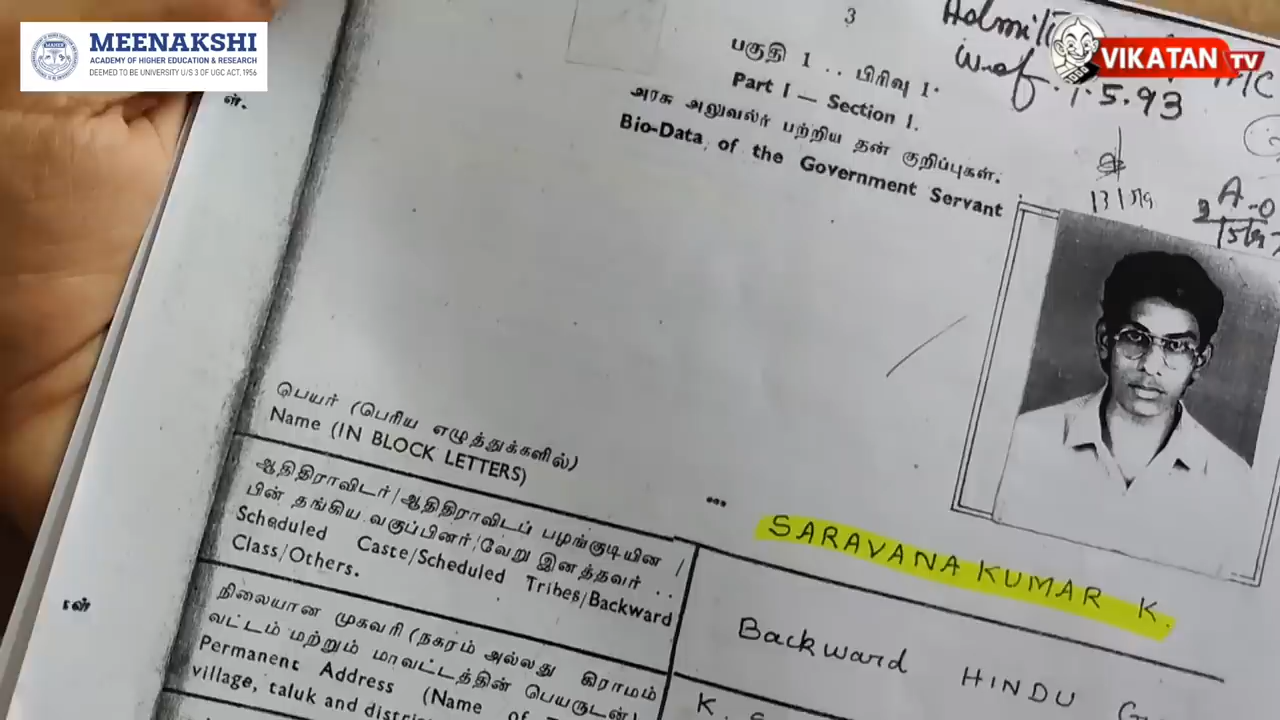 MEENAKSHI
ACADEMY OF HIGHER EDUCATION & RESEARCH
DEEMED TO BE UNIVERSITY U/S 3 OF UGC ACT, 1956
VIKATAN TV
3
w.ef. 1.5.93
பகுதி 1 .. பிரிவு 1.
Part I — Section 1.
அரசு அலுவலர் பற்றிய தன் குறிப்புகள்.
Bio-Data of the Government Servant
ள்.
பெயர் (பெரிய எழுத்துக்களில்)
Name (IN BLOCK LETTERS) ...
SARAVANA KUMAR K.
ஆதிதிராவிடர்/ஆதிதிராவிடப் பழங்குடியின/
பின் தங்கிய வகுப்பினர்/வேறு இனத்தவர் ..
Scheduled Caste/Scheduled Tribes/Backward
Class/Others.
Backward HINDU
நிலையான முகவரி (நகரம் அல்லது கிராமம்
வட்டம் மற்றும் மாவட்டத்தின் பெயருடன்)
Permanent Address (Name of
village, taluk and
K.